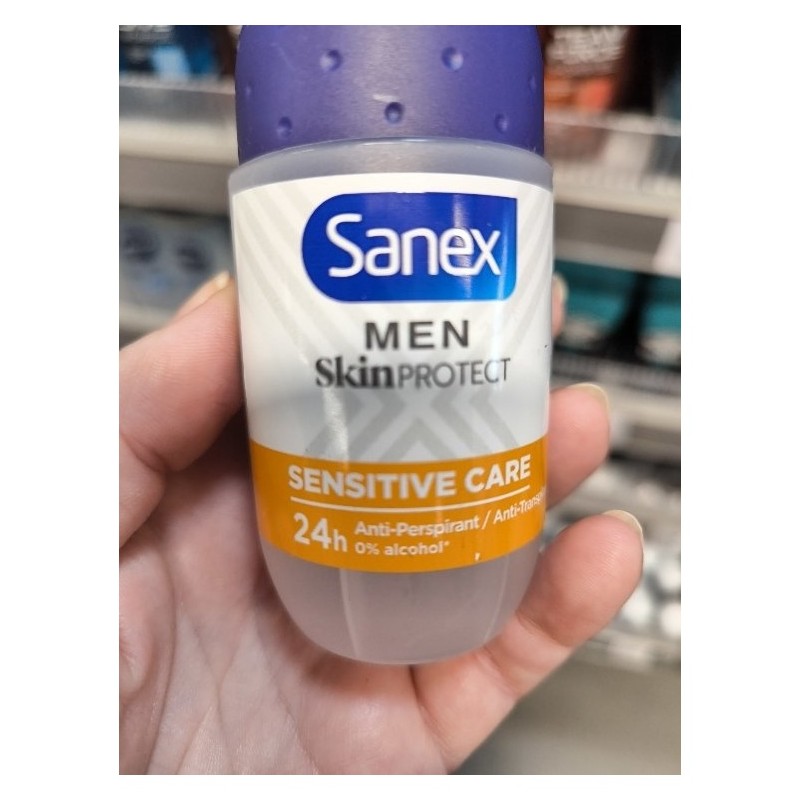 Sanex
MEN
SkinPROTECT
SENSITIVE CARE
24h
Anti-Perspirant / Anti-Transp
0% alcohol*